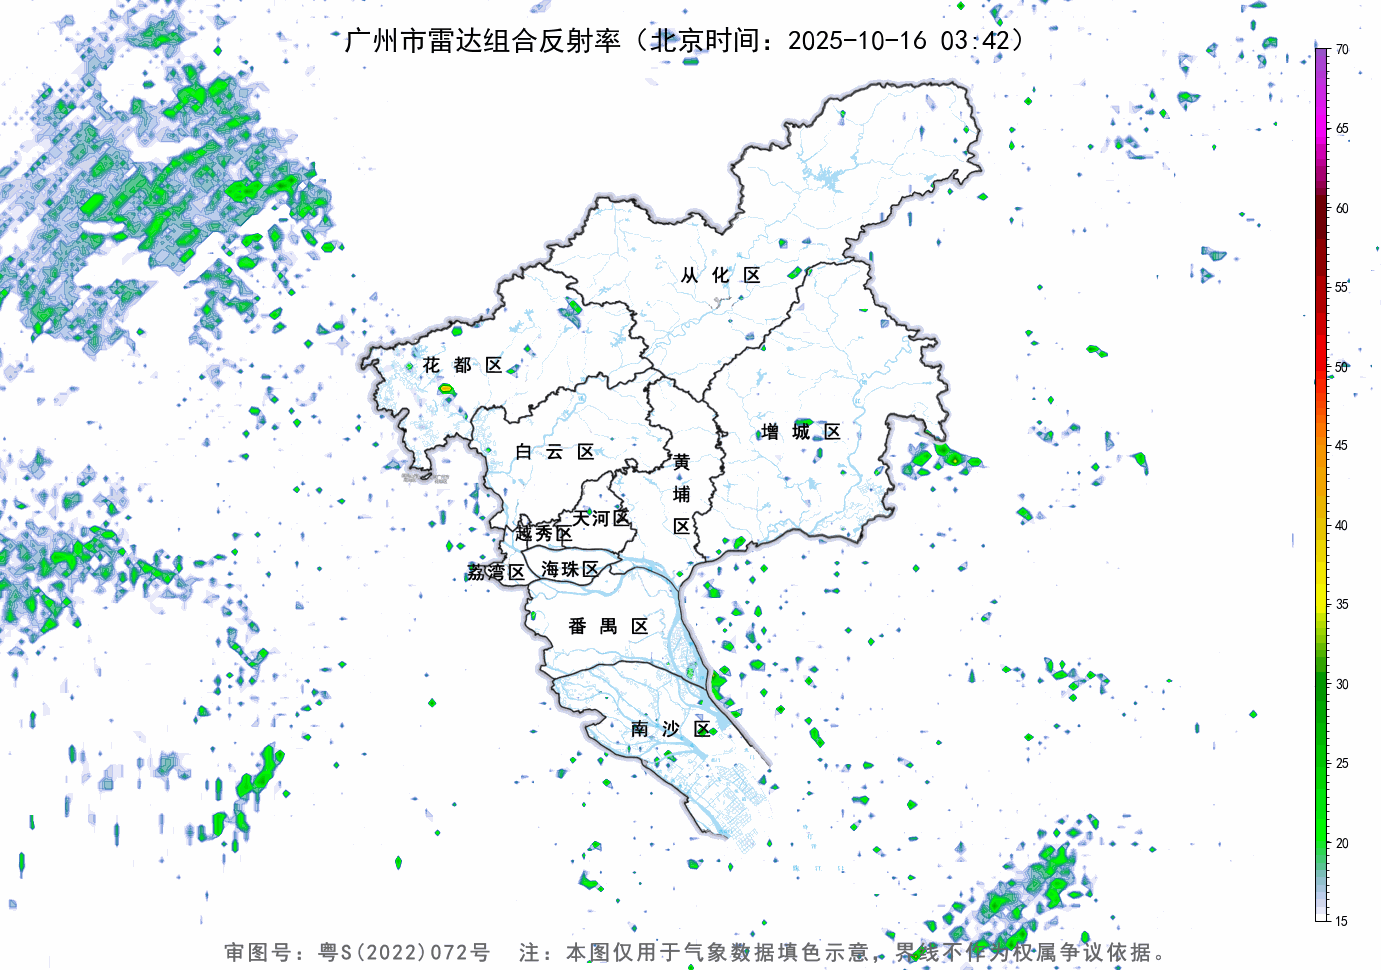 广州市雷达组合反射率（北京时间：2025-10-16 03:42）
70
65
60
55
50
45
40
35
30
25
20
15
从化区
花都区
增城区
白云区
黄埔区
天河区
越秀区
海珠区
荔湾区
番禺区
南沙区
审图号：粤S(2022)072号 注：本图仅用于气象数据填色示意，界线不作为权属争议依据。